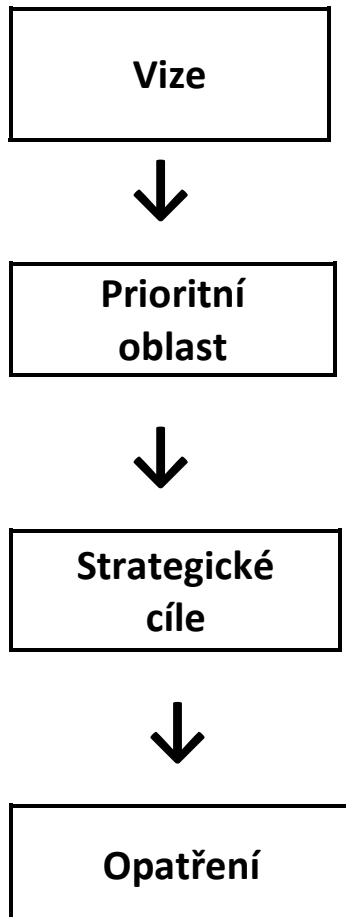 Vize
Prioritní
oblast
Strategické
cíle
Opatření